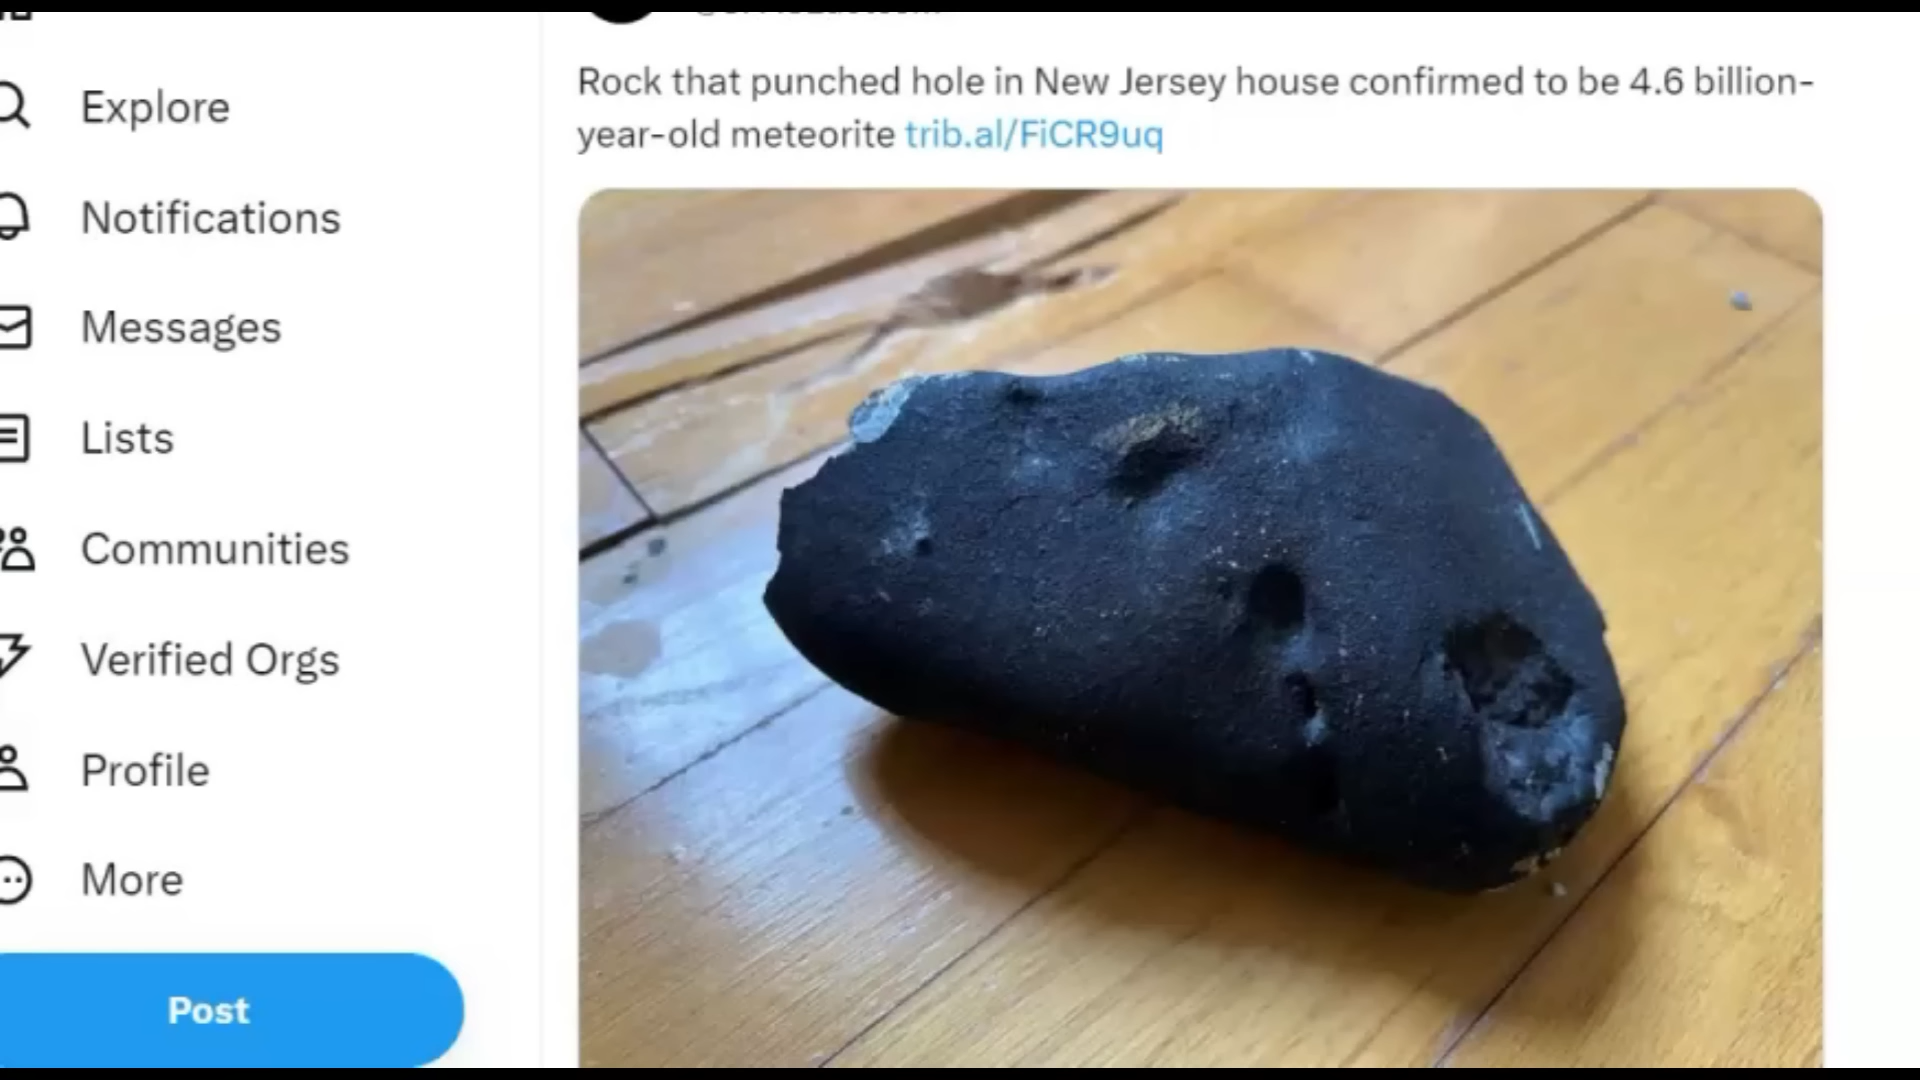 Explore
Notifications
Messages
Lists
Communities
Verified Orgs
Profile
More
Post
Rock that punched hole in New Jersey house confirmed to be 4.6 billion-
year-old meteorite trib.al/FiCR9uq